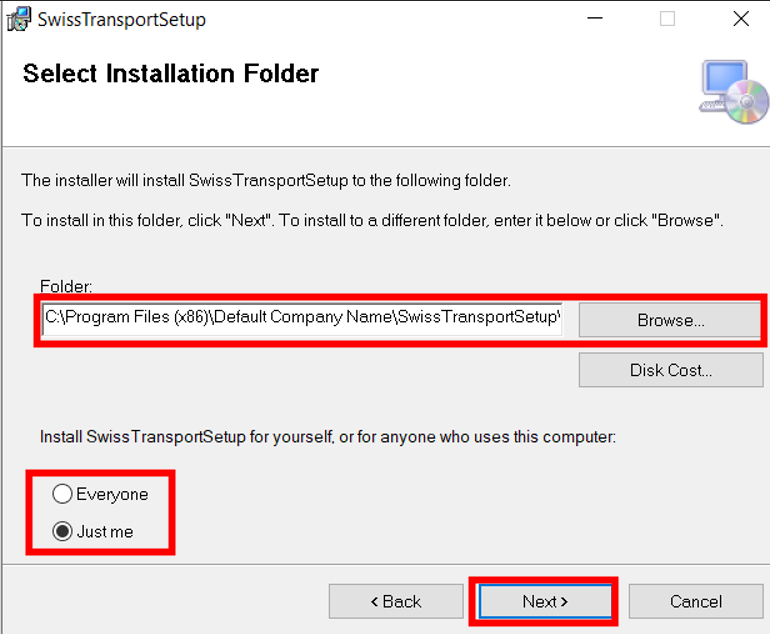 SwissTransportSetup
Select Installation Folder
The installer will install SwissTransportSetup to the following folder.
To install in this folder, click "Next". To install to a different folder, enter it below or click "Browse".
Folder:
C:\Program Files (x86)\Default Company Name\SwissTransportSetup\
Browse...
Disk Cost...
Install SwissTransportSetup for yourself, or for anyone who uses this computer:
Everyone
Just me
< Back
Next >
Cancel